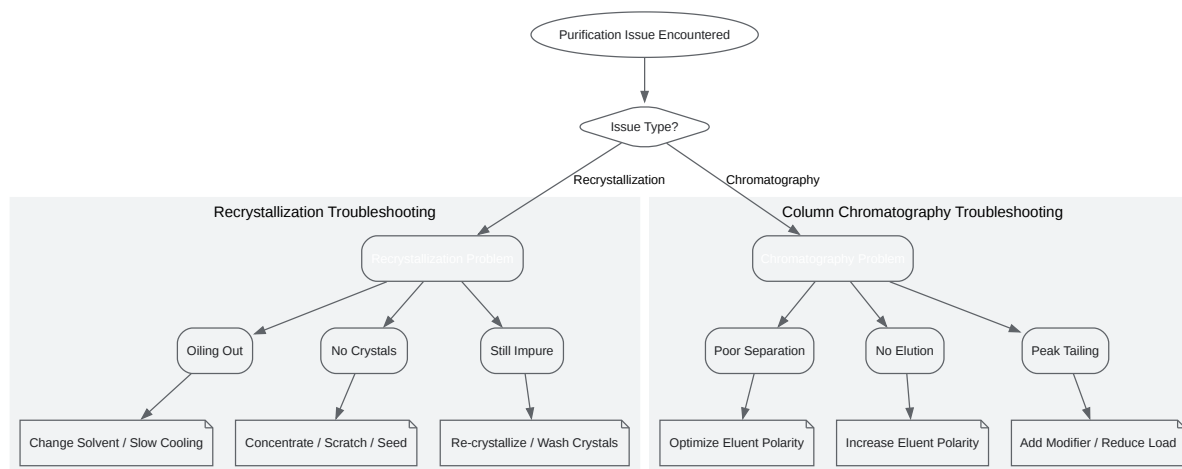 Purification Issue Encountered
Issue Type?
Recrystallization
Chromatography
Recrystallization Troubleshooting
Column Chromatography Troubleshooting
Recrystallization Problem
Chromatography Problem
Oiling Out
No Crystals
Still Impure
Poor Separation
No Elution
Peak Tailing
Change Solvent / Slow Cooling
Concentrate / Scratch / Seed
Re-crystallize / Wash Crystals
Optimize Eluent Polarity
Increase Eluent Polarity
Add Modifier / Reduce Load